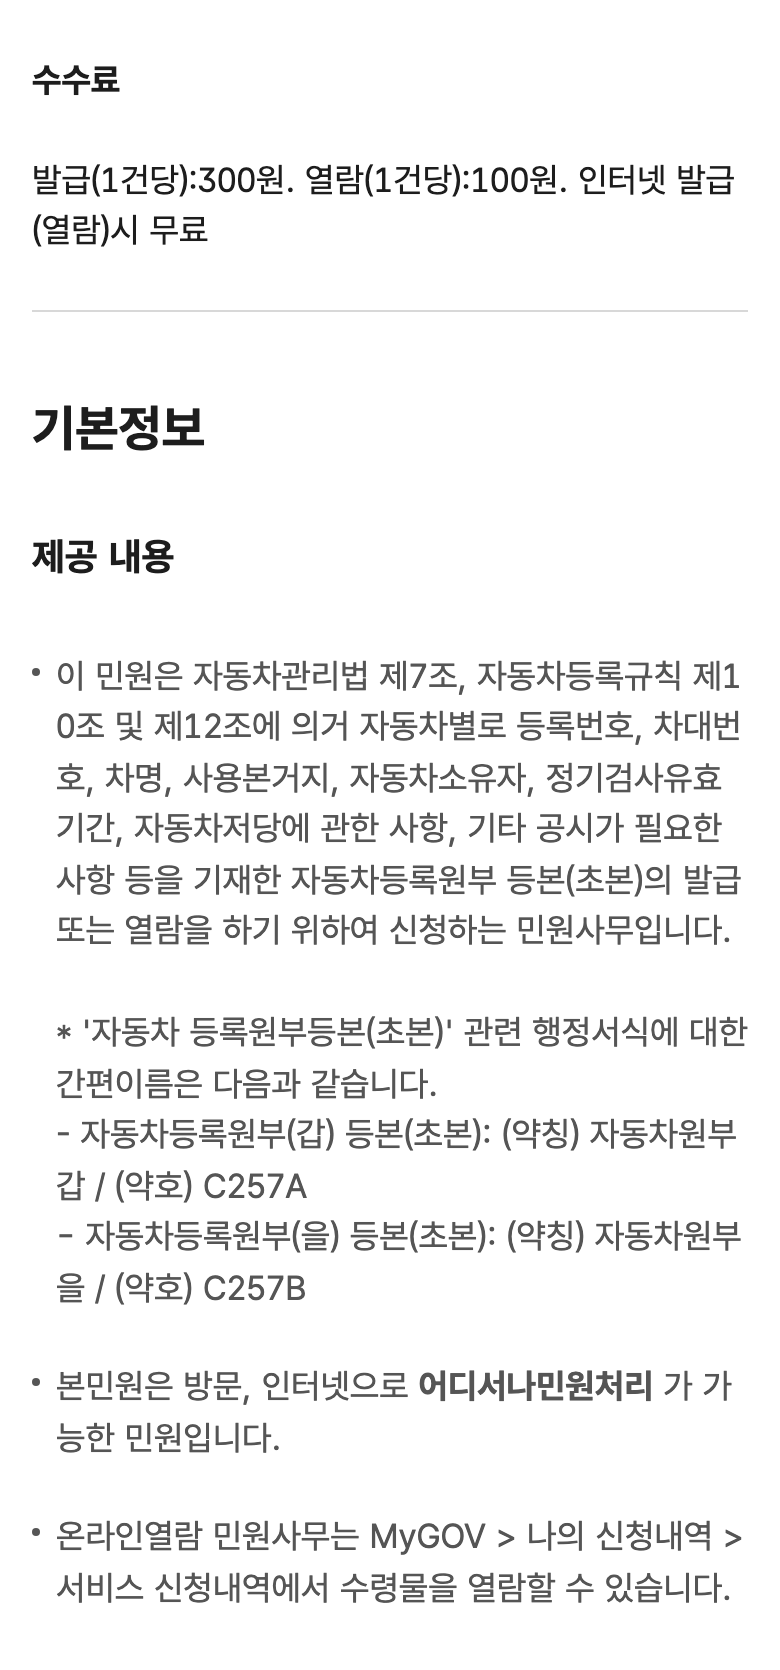 수수료
발급(1건당):300원. 열람(1건당):100원. 인터넷 발급
(열람)시 무료
기본정보
제공 내용
• 이 민원은 자동차관리법 제7조, 자동차등록규칙 제1
0조 및 제12조에 의거 자동차별로 등록번호, 차대번
호, 차명, 사용본거지, 자동차소유자, 정기검사유효
기간, 자동차저당에 관한 사항, 기타 공시가 필요한
사항 등을 기재한 자동차등록원부 등본(초본)의 발급
또는 열람을 하기 위하여 신청하는 민원사무입니다.
* '자동차 등록원부등본(초본)' 관련 행정서식에 대한
간편이름은 다음과 같습니다.
- 자동차등록원부(갑) 등본(초본): (약칭) 자동차원부
갑 / (약호) C257A
- 자동차등록원부(을) 등본(초본): (약칭) 자동차원부
을 / (약호) C257B
• 본민원은 방문, 인터넷으로 어디서나민원처리 가 가
능한 민원입니다.
• 온라인열람 민원사무는 MyGOV > 나의 신청내역 >
서비스 신청내역에서 수령물을 열람할 수 있습니다.